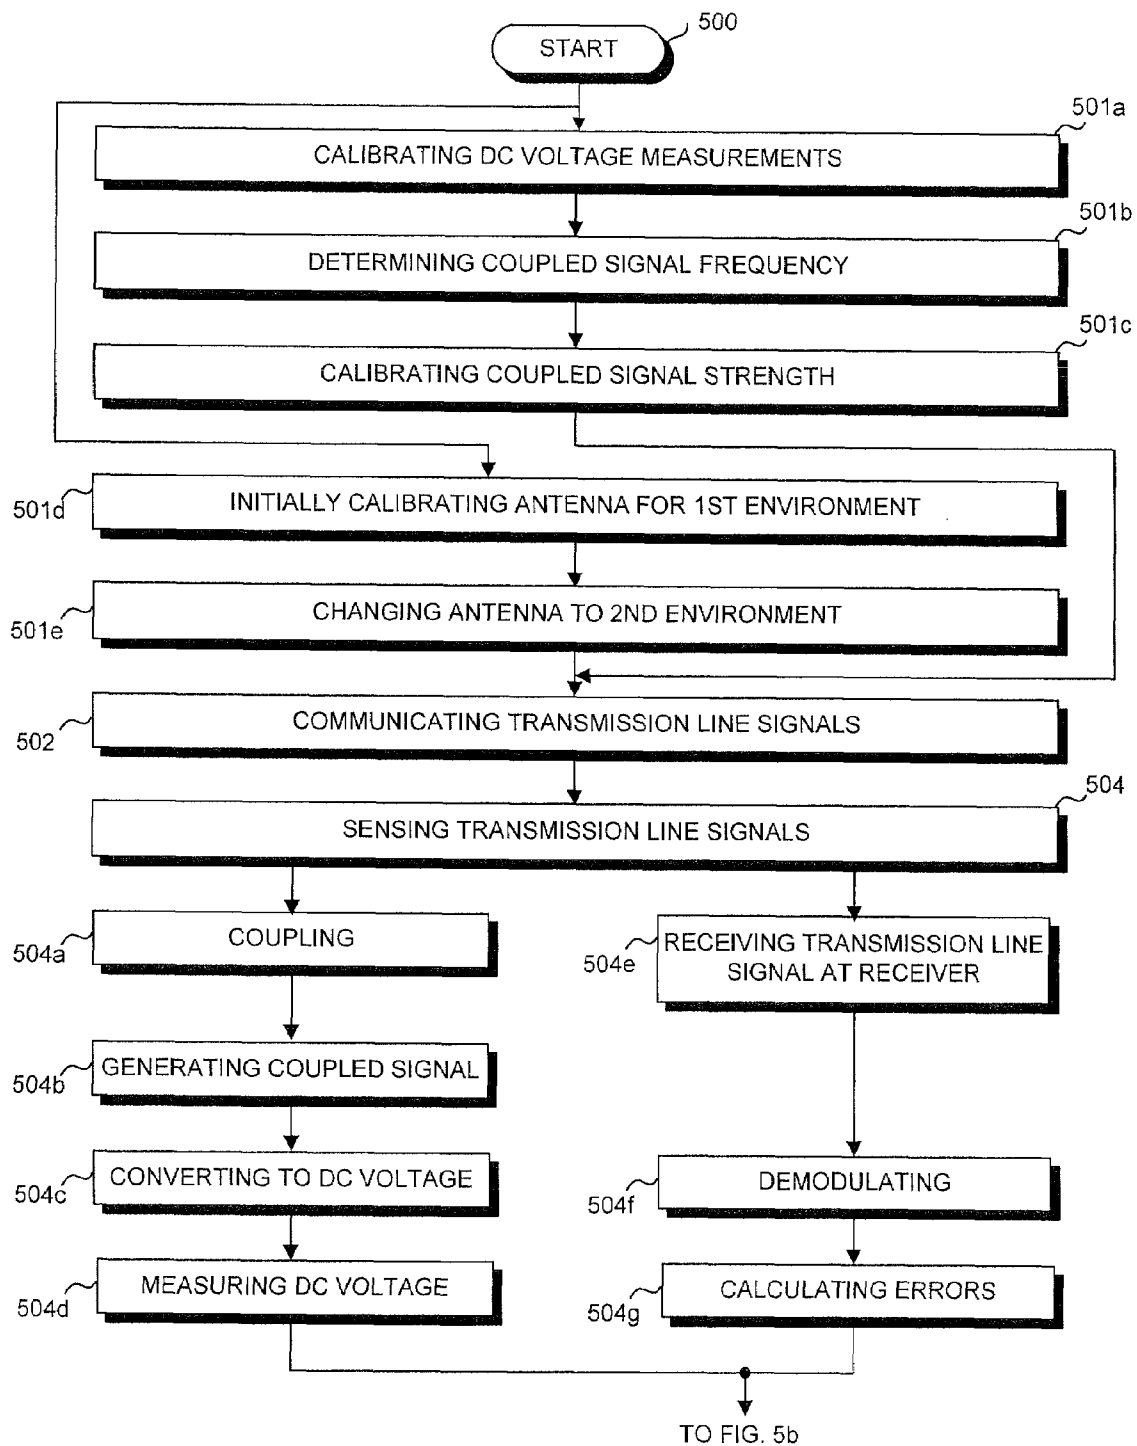 500
START
501a
CALIBRATING DC VOLTAGE MEASUREMENTS
501b
DETERMINING COUPLED SIGNAL FREQUENCY
501c
CALIBRATING COUPLED SIGNAL STRENGTH
501d
INITIALLY CALIBRATING ANTENNA FOR 1ST ENVIRONMENT
501e
CHANGING ANTENNA TO 2ND ENVIRONMENT
502
COMMUNICATING TRANSMISSION LINE SIGNALS
504
SENSING TRANSMISSION LINE SIGNALS
504a
COUPLING
504e
RECEIVING TRANSMISSION LINE
SIGNAL AT RECEIVER
504b
GENERATING COUPLED SIGNAL
504c
CONVERTING TO DC VOLTAGE
504f
DEMODULATING
504d
MEASURING DC VOLTAGE
504g
CALCULATING ERRORS
TO FIG. 5b